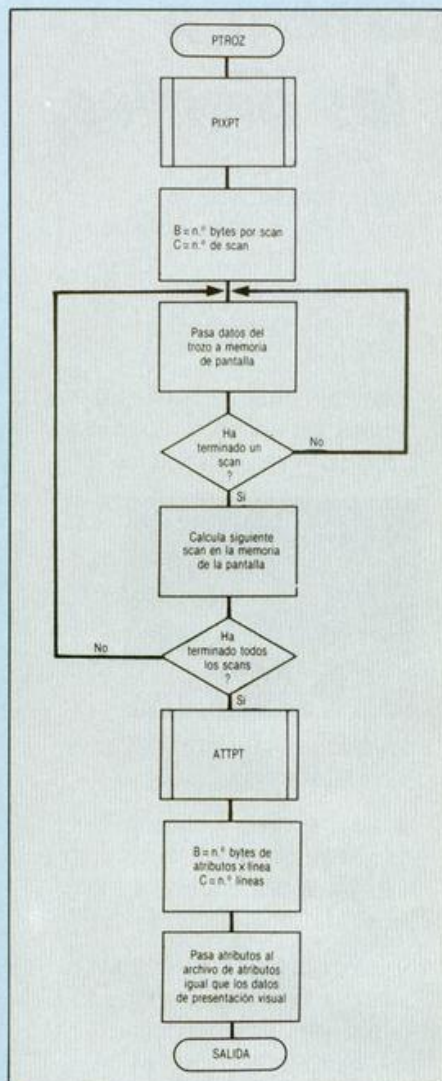 PTROZ
PIXPT
B = n.º bytes por scan
C = n.º de scan
Pasa datos del
trozo a memoria
de pantalla
Ha
terminado un
scan
?
No
Si
Calcula siguiente
scan en la memoria
de la pantalla
Ha
terminado todos
los scans
?
No
Si
ATTPT
B = n.º bytes de
atributos x línea
C = n.º líneas
Pasa atributos al
archivo de atributos
igual que los datos
de presentación visual
SALIDA